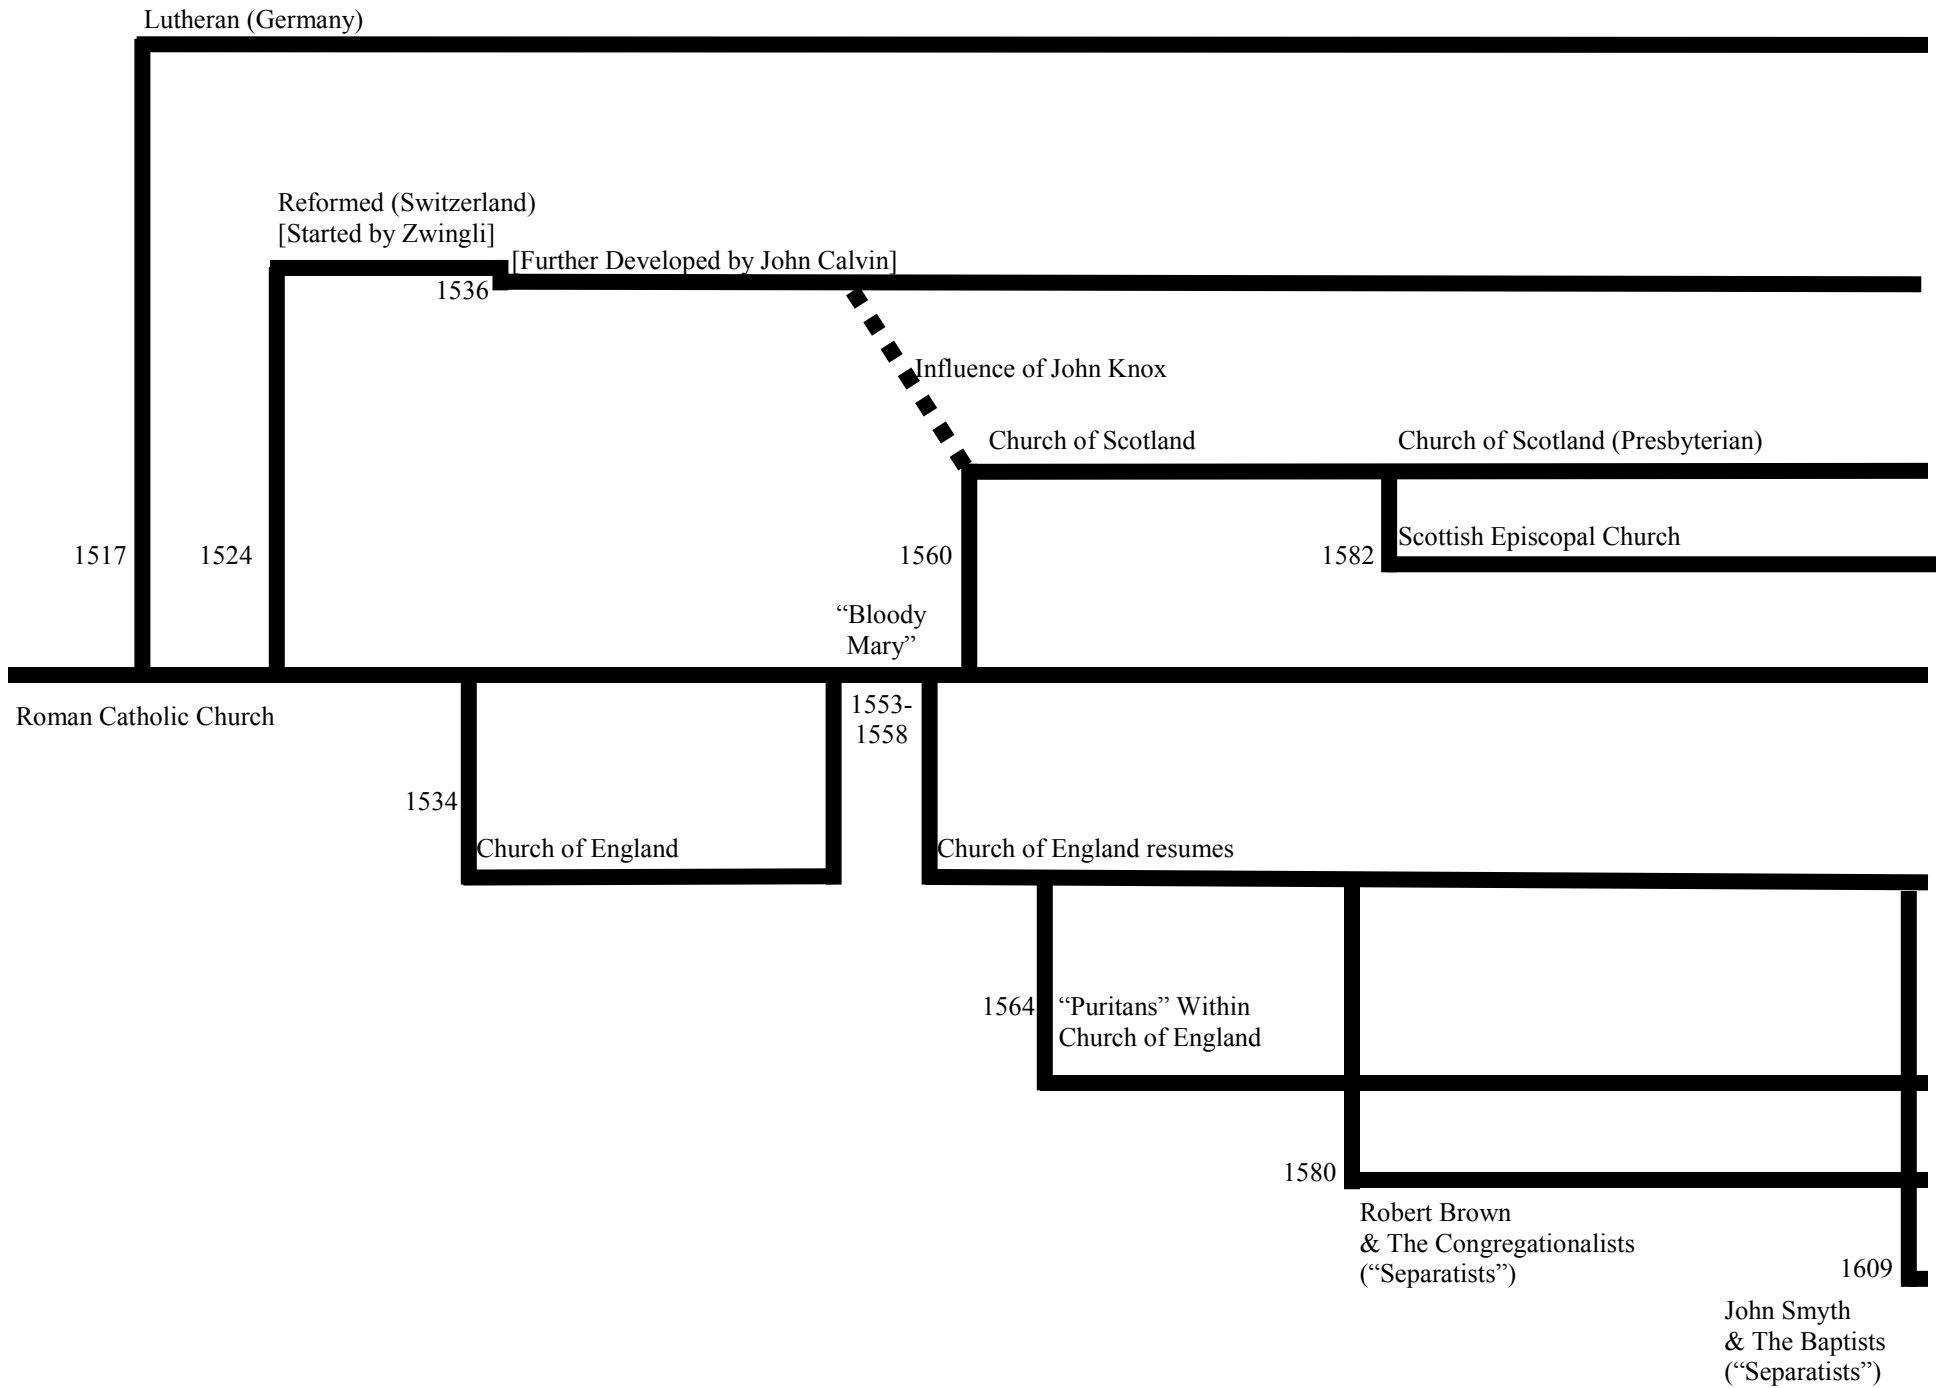 Lutheran (Germany)
Reformed (Switzerland)
[Started by Zwingli]
[Further Developed by John Calvin]
1536
Influence of John Knox
Church of Scotland
Church of Scotland (Presbyterian)
Scottish Episcopal Church
1517
1524
1560
1582
“Bloody
Mary”
1553-
1558
Roman Catholic Church
1534
Church of England
Church of England resumes
1564
“Puritans” Within
Church of England
1580
Robert Brown
& The Congregationalists
(“Separatists”)
1609
John Smyth
& The Baptists
(“Separatists”)